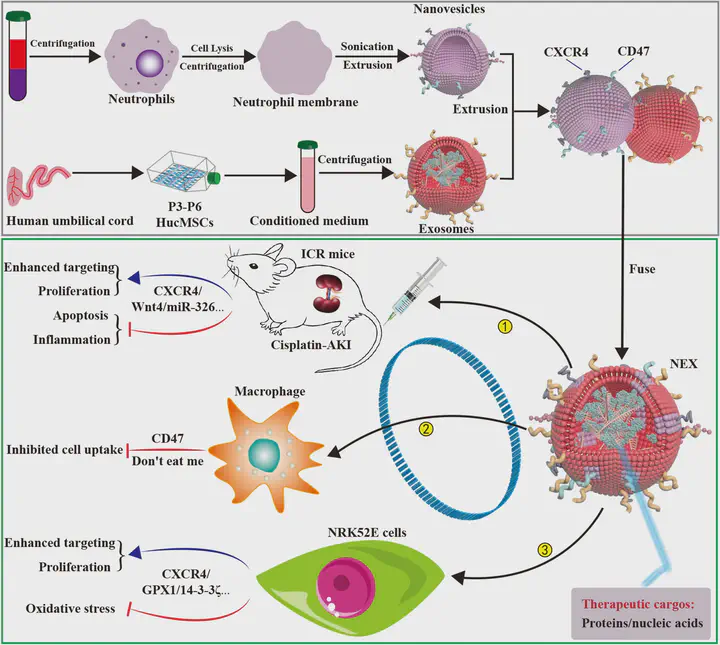 Centrifugation
Neutrophils
Cell Lysis
Centrifugation
Neutrophil membrane
Sonication
Extrusion
Nanovesicles
Extrusion
CXCR4
CD47
Human umbilical cord
P3-P6
HucMSCs
Conditioned medium
Centrifugation
Exosomes
Fuse
NEX
ICR mice
Cisplatin-AKI
Enhanced targeting
Proliferation
Apoptosis
Inflammation
CXCR4/
Wnt4/miR-326...
1
Macrophage
Inhibited cell uptake
CD47
Don't eat me
2
NRK52E cells
Enhanced targeting
Proliferation
Oxidative stress
CXCR4/
GPX1/14-3-3ζ...
3
Therapeutic cargos:
Proteins/nucleic acids